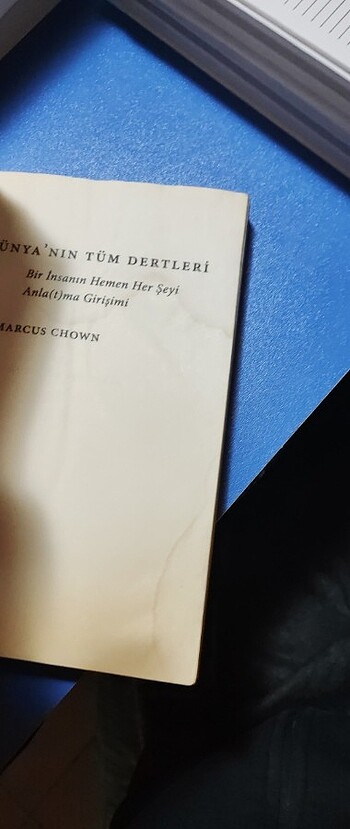 ÜNYA'NIN TÜM DERTLERİ
Bir İnsanın Hemen Her Şeyi
Anla(t)ma Girişimi
MARCUS CHOWN